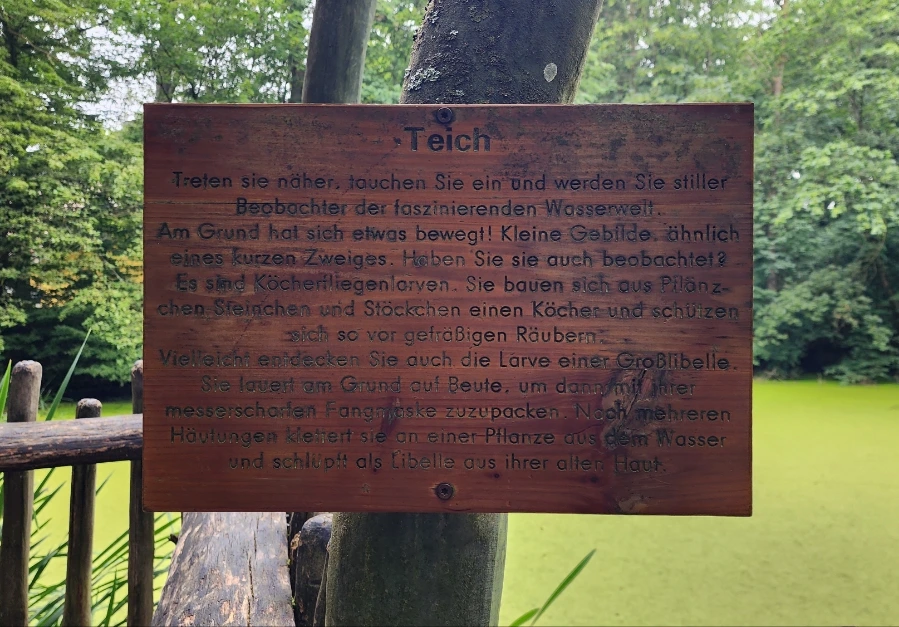 Teich
Treten sie näher, tauchen Sie ein und werden Sie stiller
Beobachter der faszinierenden Wasserwelt.
Am Grund hat sich etwas bewegt! Kleine Gebilde, ähnlich
eines kurzen Zweiges. Haben Sie sie auch beobachtet?
Es sind Köcherfliegenlarven. Sie bauen sich aus Pflänz-
chen Steinchen und Stöckchen einen Köcher und schützen
sich so vor gefräßigen Räubern.
Vielleicht entdecken Sie auch die Larve einer Großlibelle.
Sie lauert am Grund auf Beute, um dann mit ihrer
messerscharfen Fangmaske zuzupacken. Nach mehreren
Häutungen klettert sie an einer Pflanze aus dem Wasser
und schlüpft als Libelle aus ihrer alten Haut.